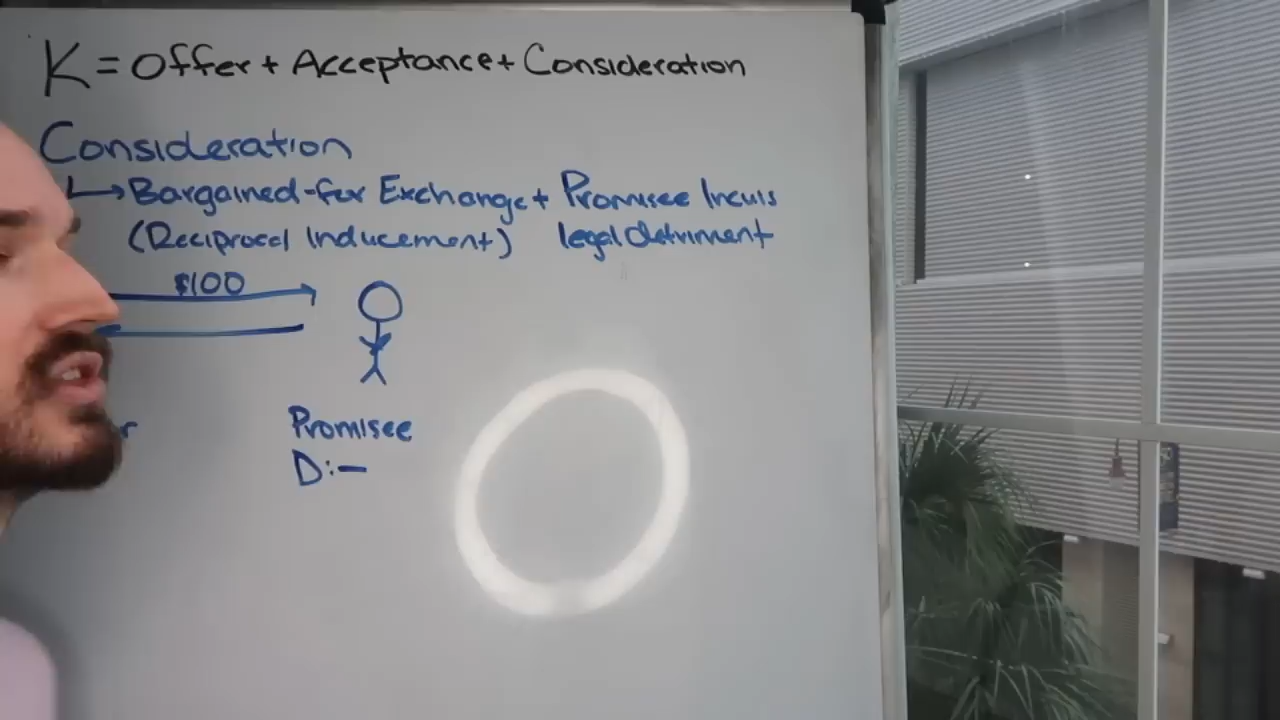 K = Offer + Acceptance + Consideration
Consideration
Bargained-for Exchange + Promisee Incurs
(Reciprocal Inducement) legal detriment
$100
r
Promisee
D: —